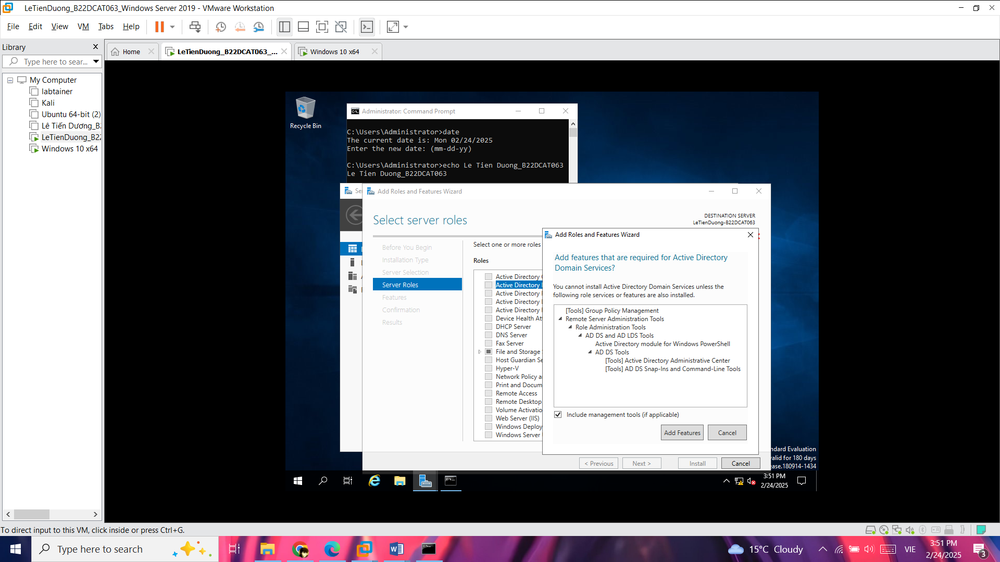 LeTienDuong_B22DCAT063_Windows Server 2019 - VMware Workstation
File Edit View VM Tabs Help
Library
Type here to sear...
My Computer
labtainer
Kali
Ubuntu 64-bit (2)
Lê Tiến Dương_B
LeTienDuong_B22
Windows 10 x64
Home
LeTienDuong_B22DCAT063_...
Windows 10 x64
Recycle Bin
Administrator: Command Prompt
C:\Users\Administrator>date
The current date is: Mon 02/24/2025
Enter the new date: (mm-dd-yy)
C:\Users\Administrator>echo Le Tien Duong_B22DCAT063
Le Tien Duong_B22DCAT063
Se
Add Roles and Features Wizard
Select server roles
DESTINATION SERVER
LeTienDuong-B22DCAT063
Before You Begin
Installation Type
Server Selection
Server Roles
Features
Confirmation
Results
Select one or more roles
Roles
Active Directory
Active Directory
Active Directory
Active Directory
Active Directory
Device Health At
DHCP Server
DNS Server
Fax Server
File and Storage
Host Guardian Se
Hyper-V
Network Policy a
Print and Docum
Remote Access
Remote Desktop
Volume Activatio
Web Server (IIS)
Windows Deploy
Windows Server
Add Roles and Features Wizard
Add features that are required for Active Directory
Domain Services?
You cannot install Active Directory Domain Services unless the
following role services or features are also installed.
[Tools] Group Policy Management
Remote Server Administration Tools
Role Administration Tools
AD DS and AD LDS Tools
Active Directory module for Windows PowerShell
AD DS Tools
[Tools] Active Directory Administrative Center
[Tools] AD DS Snap-Ins and Command-Line Tools
Include management tools (if applicable)
Add Features Cancel
< Previous Next > Install Cancel
ndard Evaluation
valid for 180 days
ease.180914-1434
3:51 PM
2/24/2025
To direct input to this VM, click inside or press Ctrl+G.
Type here to search
15°C Cloudy
VIE
3:51 PM
2/24/2025
3